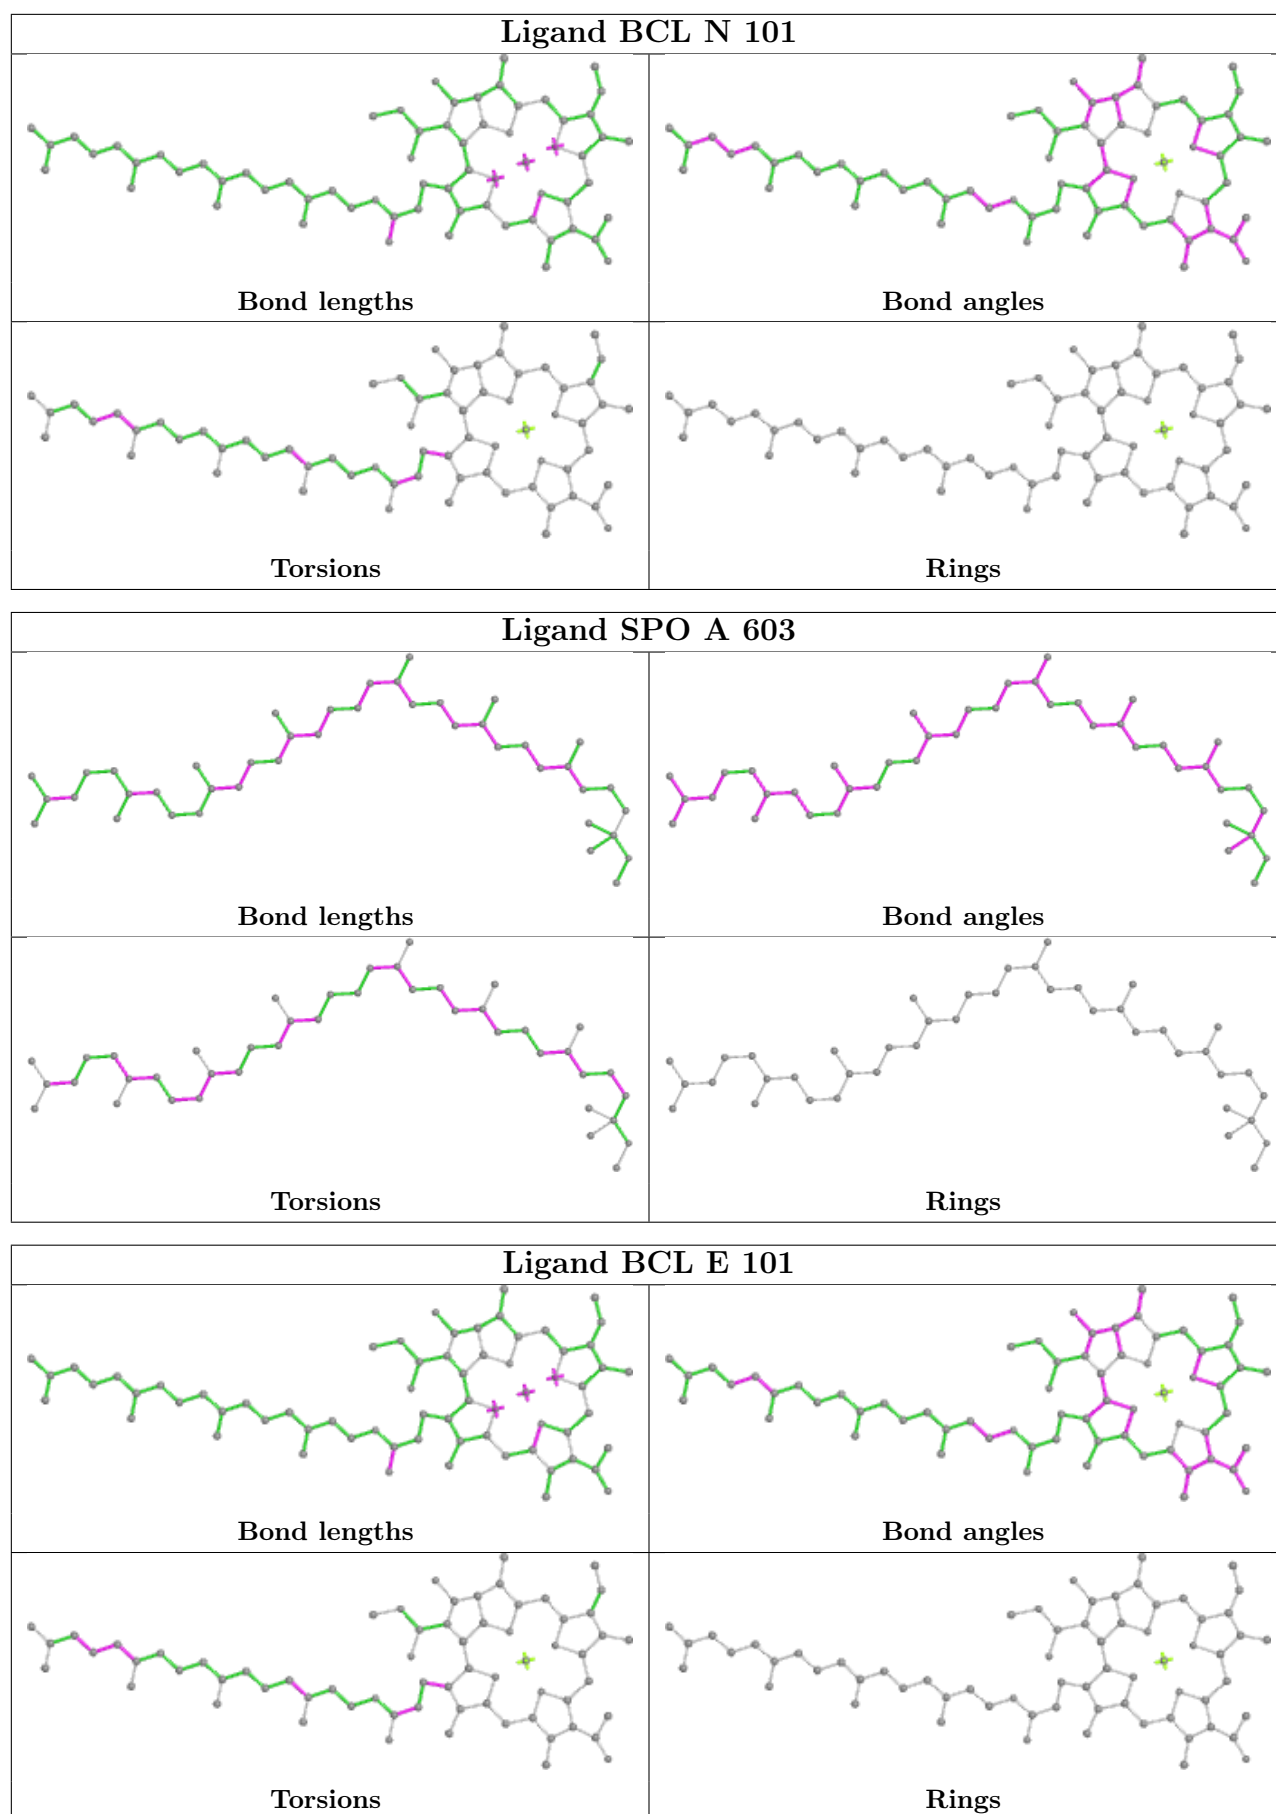 Ligand BCL N 101
Bond lengths
Bond angles
Torsions
Rings
Ligand SPO A 603
Bond lengths
Bond angles
Torsions
Rings
Ligand BCL E 101
Bond lengths
Bond angles
Torsions
Rings